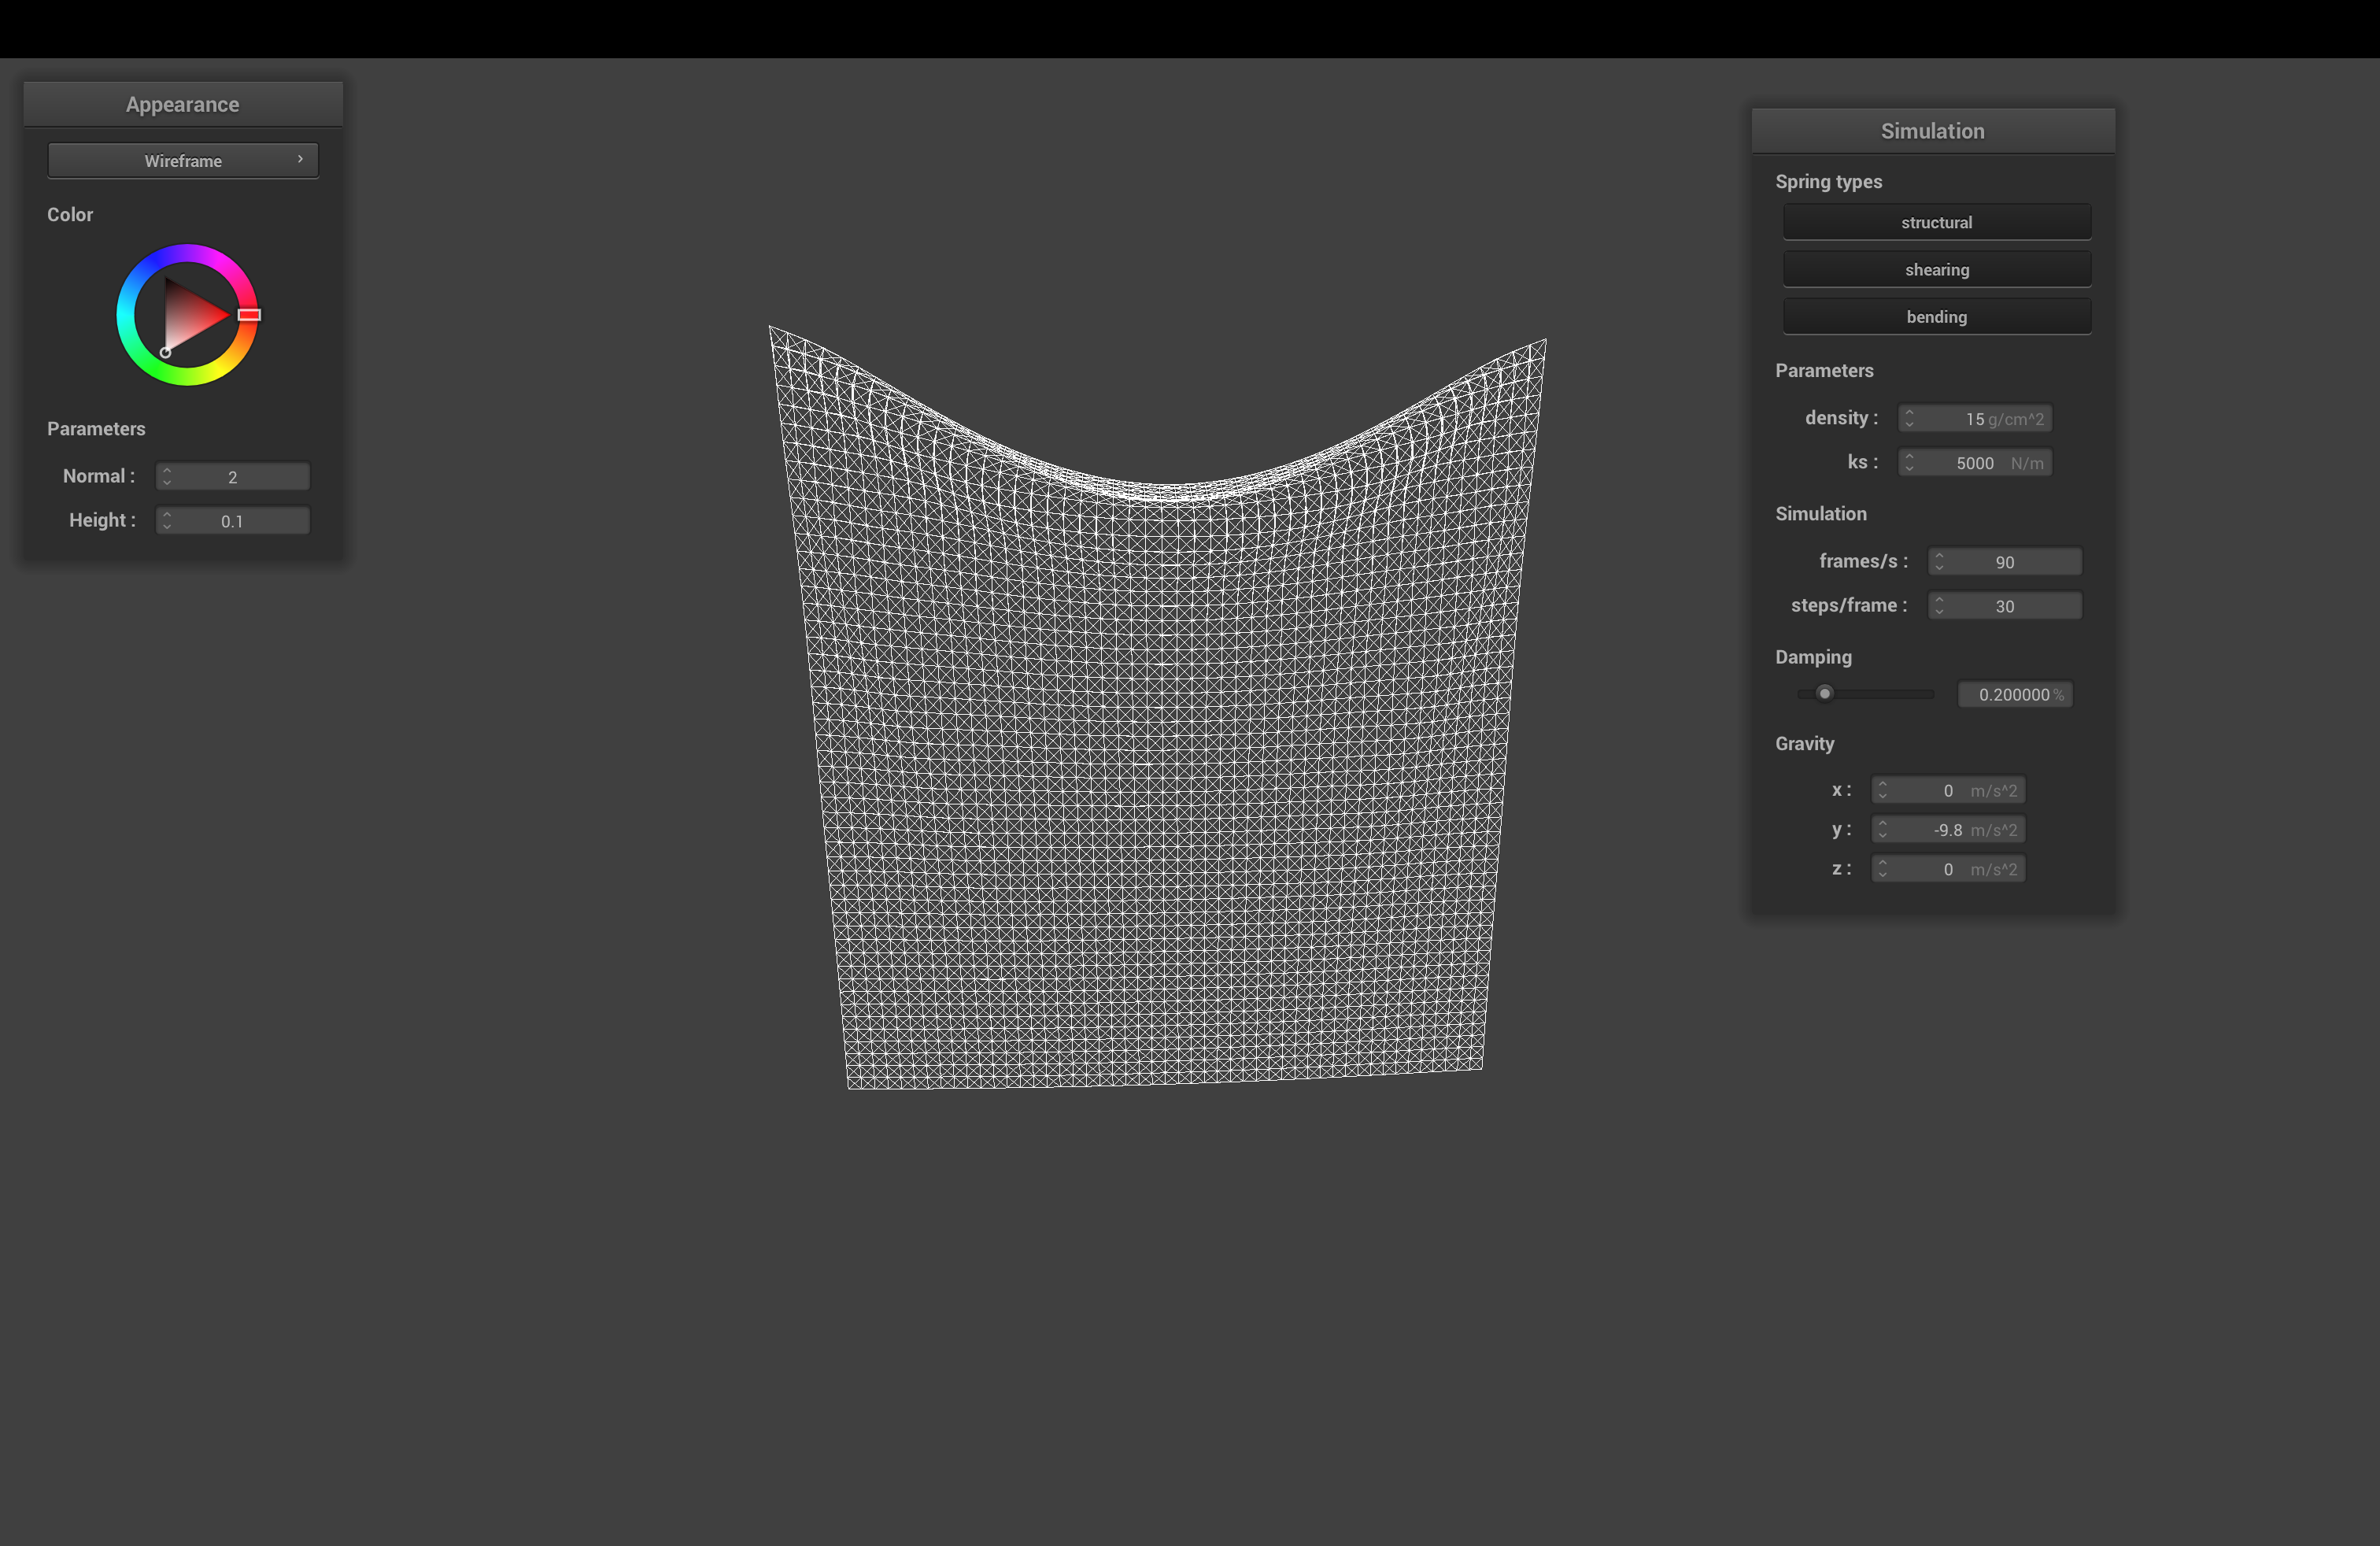 Appearance
Wireframe
Color
Parameters
Normal : 2
Height : 0.1
Simulation
Spring types
structural
shearing
bending
Parameters
density : 15 g/cm^2
ks : 5000 N/m
Simulation
frames/s : 90
steps/frame : 30
Damping
0.200000 %
Gravity
x : 0 m/s^2
y : -9.8 m/s^2
z : 0 m/s^2